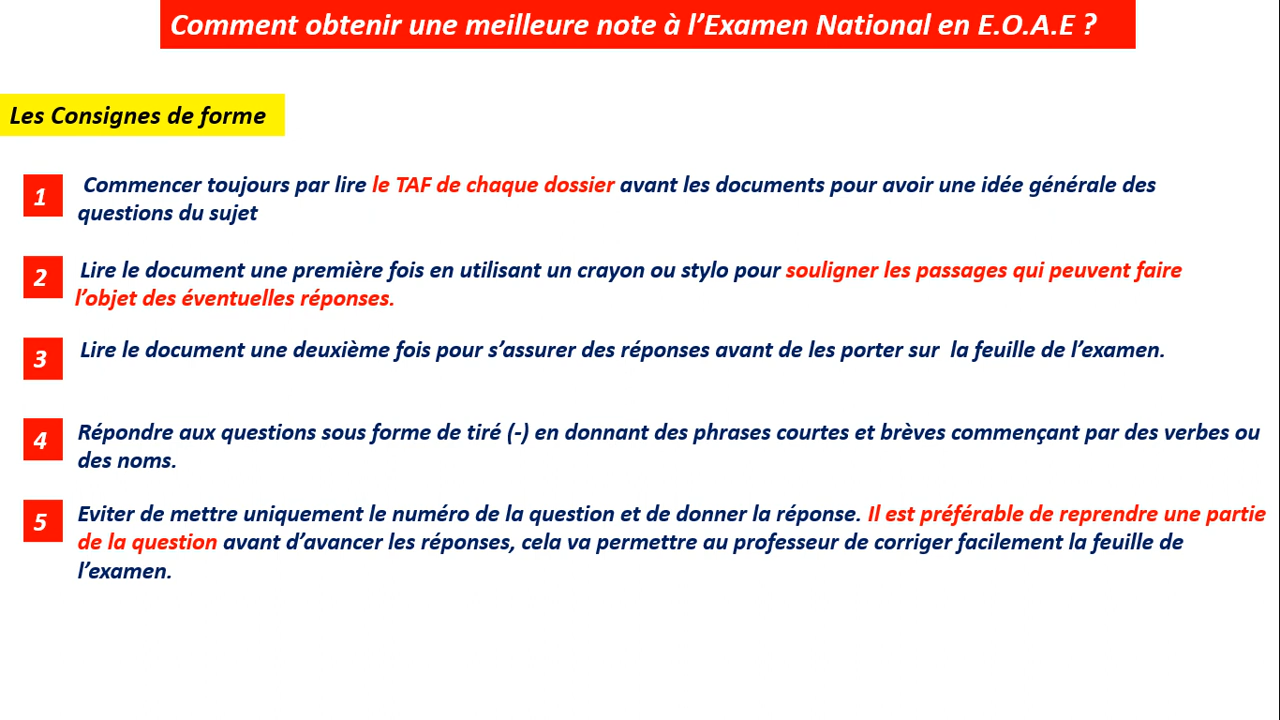 Comment obtenir une meilleure note à l'Examen National en E.O.A.E ?
Les Consignes de forme
1 Commencer toujours par lire le TAF de chaque dossier avant les documents pour avoir une idée générale des
questions du sujet
2 Lire le document une première fois en utilisant un crayon ou stylo pour souligner les passages qui peuvent faire
l'objet des éventuelles réponses.
3 Lire le document une deuxième fois pour s'assurer des réponses avant de les porter sur la feuille de l'examen.
4 Répondre aux questions sous forme de tiré (-) en donnant des phrases courtes et brèves commençant par des verbes ou
des noms.
5 Eviter de mettre uniquement le numéro de la question et de donner la réponse. Il est préférable de reprendre une partie
de la question avant d'avancer les réponses, cela va permettre au professeur de corriger facilement la feuille de
l'examen.